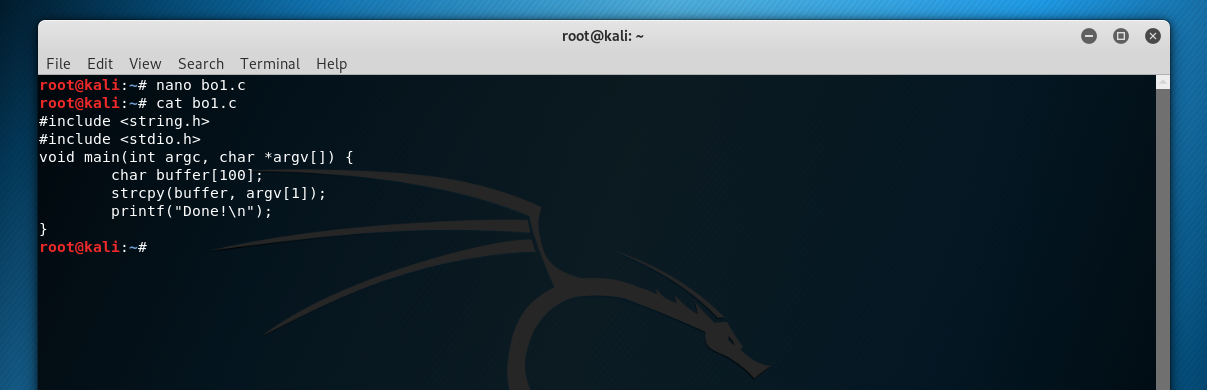 root@kali: ~
File Edit View Search Terminal Help
root@kali:~# nano bo1.c
root@kali:~# cat bo1.c
#include <string.h>
#include <stdio.h>
void main(int argc, char *argv[]) {
        char buffer[100];
        strcpy(buffer, argv[1]);
        printf("Done!\n");
}
root@kali:~#